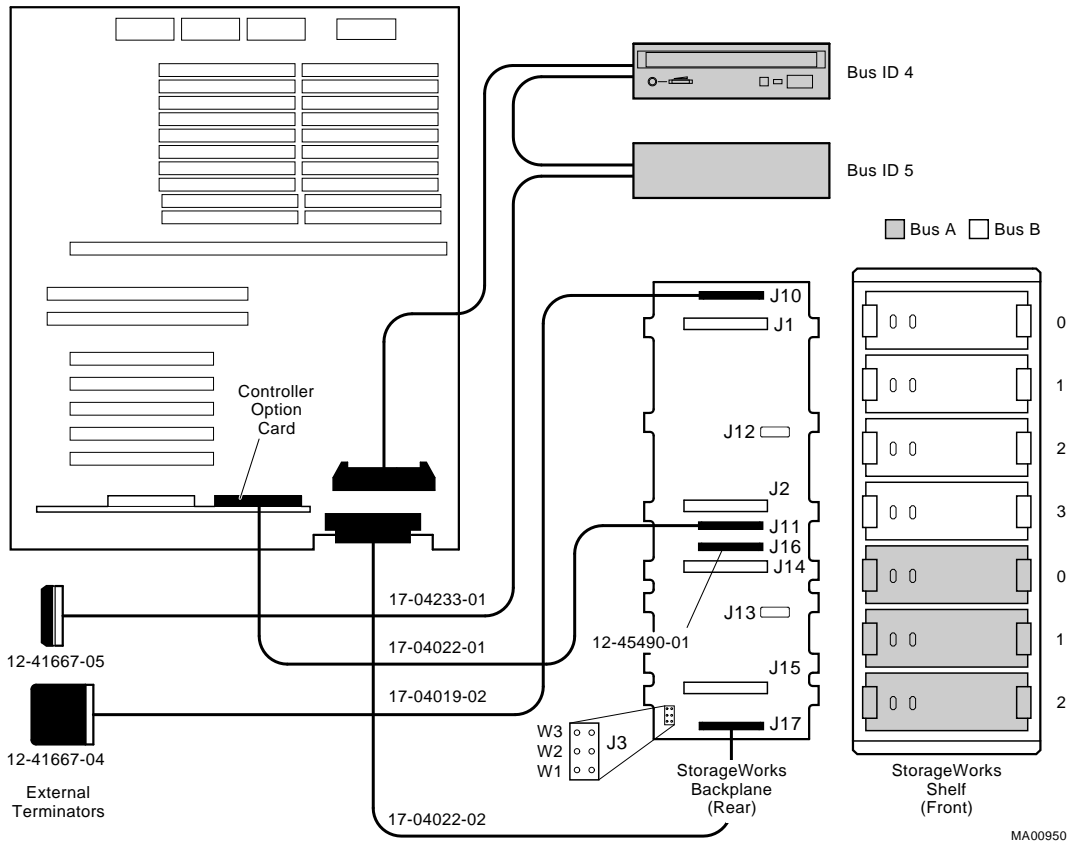 Bus ID 4
Bus ID 5
Bus A
Bus B
J10
J1
J12
J2
J11
J16
J14
J13
J15
J17
0
1
2
3
0
1
2
Controller
Option
Card
17-04233-01
12-41667-05
17-04022-01
12-45490-01
17-04019-02
12-41667-04
External
Terminators
W3
W2
W1
J3
StorageWorks
Backplane
(Rear)
StorageWorks
Shelf
(Front)
17-04022-02
MA00950